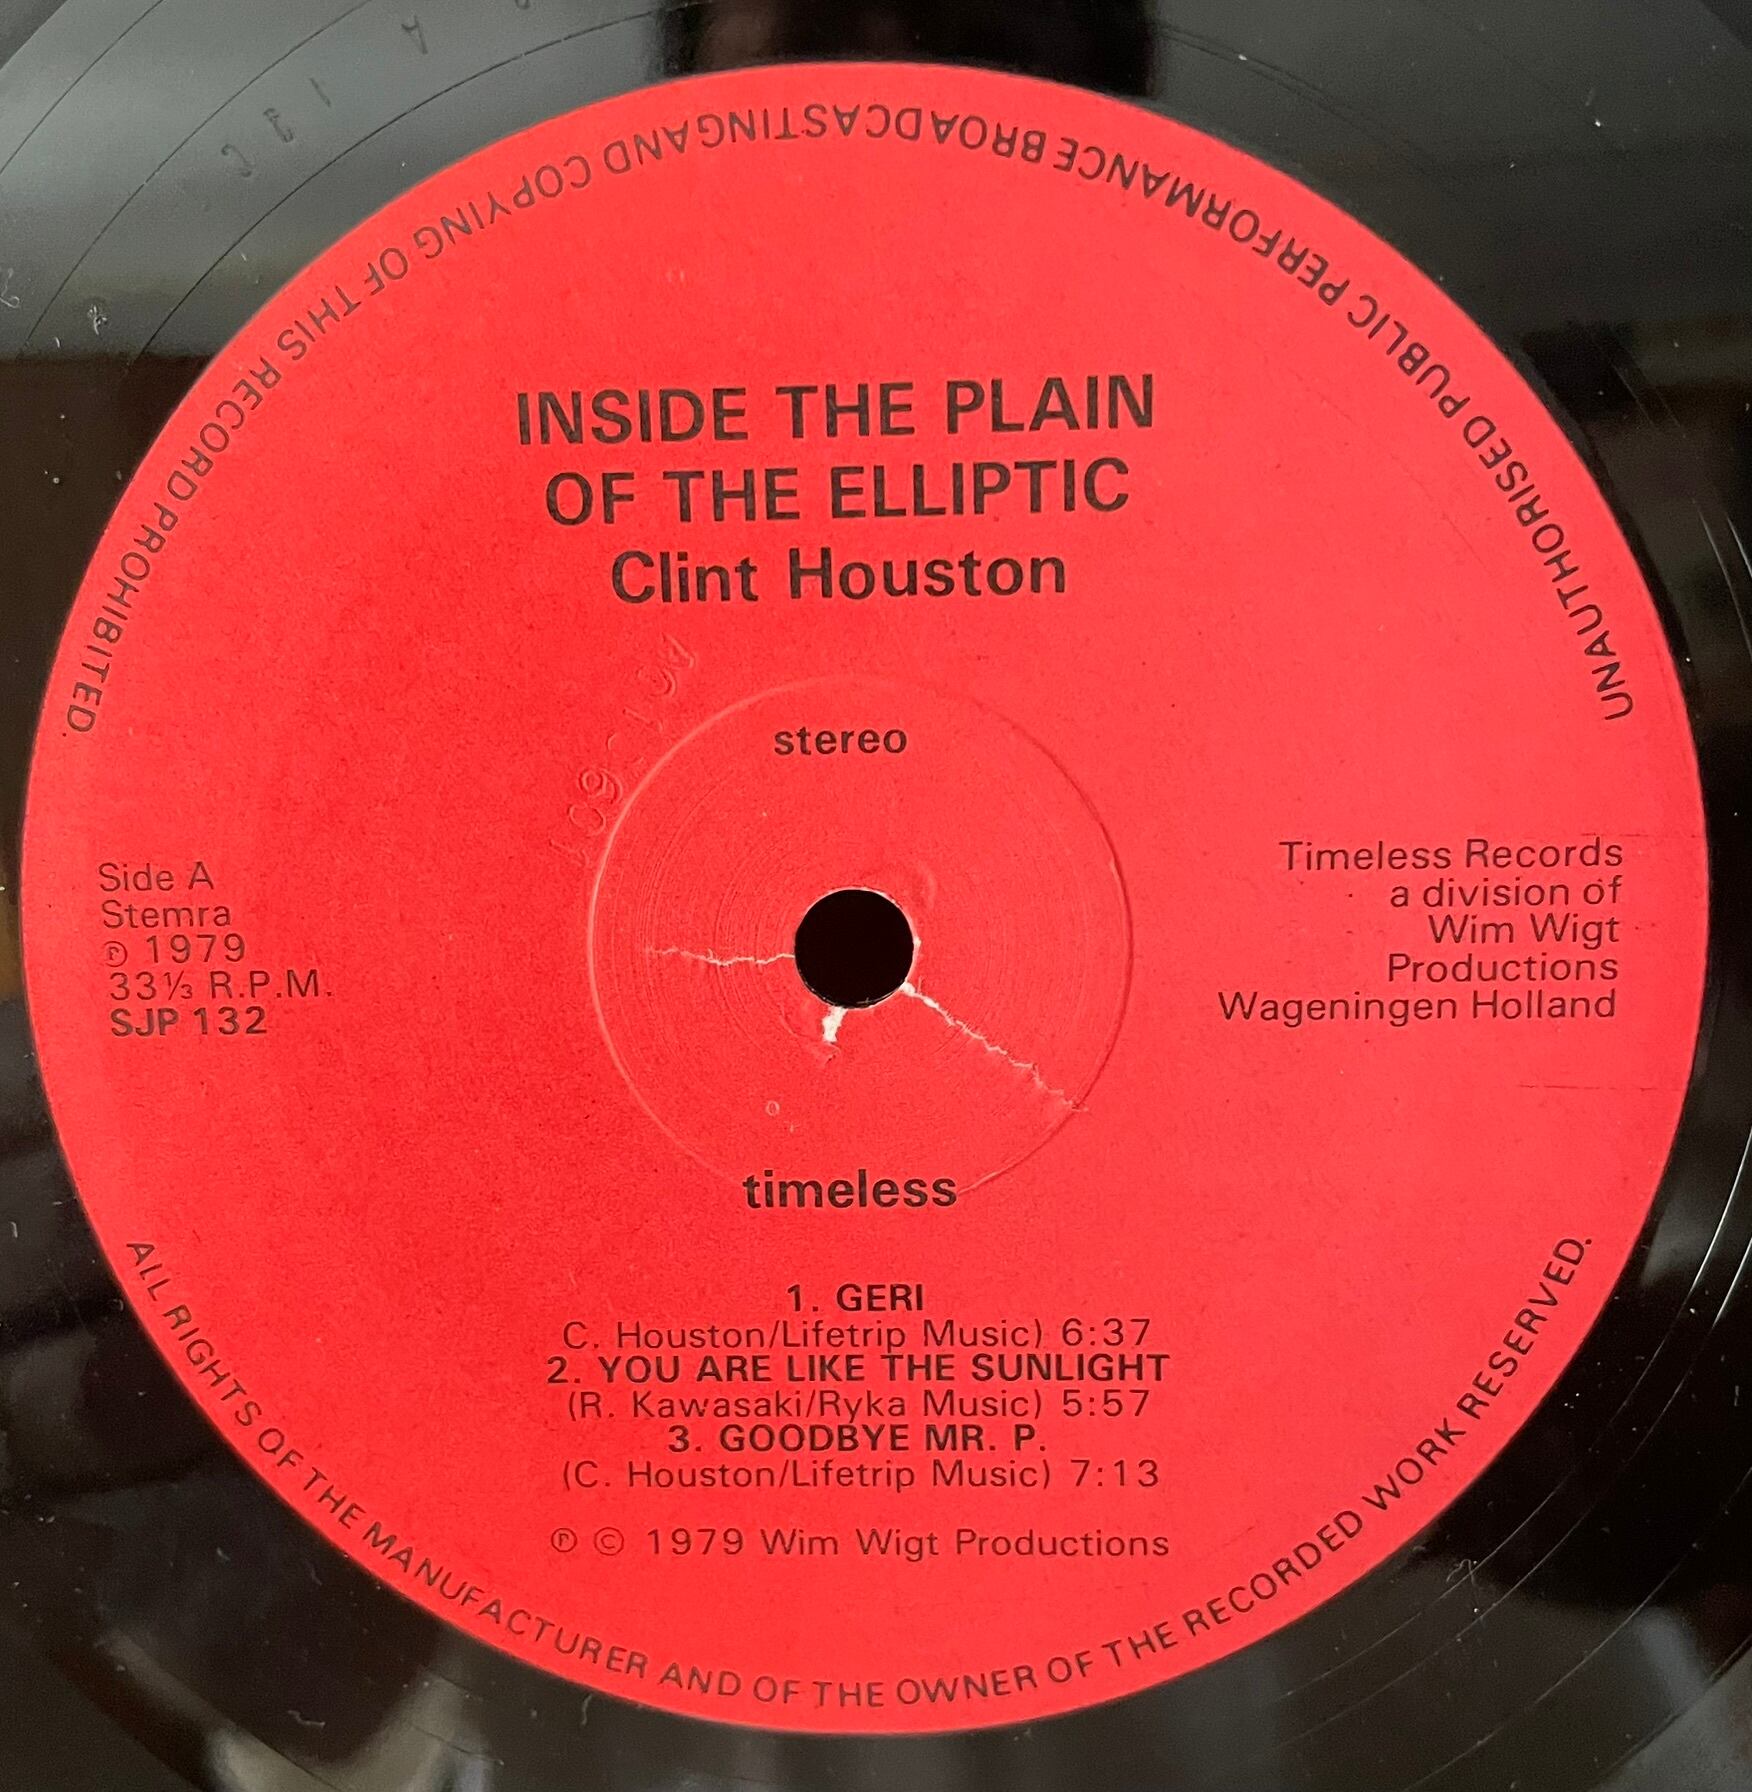 UNAUTHORISED PUBLIC PERFORMANCE BROADCASTING AND COPYING OF THIS RECORD PROHIBITED.
INSIDE THE PLAIN
OF THE ELLIPTIC
Clint Houston
stereo
Side A
Stemra
℗ 1979
33⅓ R.P.M.
SJP 132
Timeless Records
a division of
Wim Wigt
Productions
Wageningen Holland
timeless
1. GERI
C. Houston/Lifetrip Music) 6:37
2. YOU ARE LIKE THE SUNLIGHT
(R. Kawasaki/Ryka Music) 5:57
3. GOODBYE MR. P.
(C. Houston/Lifetrip Music) 7:13
℗ © 1979 Wim Wigt Productions
ALL RIGHTS OF THE MANUFACTURER AND OF THE OWNER OF THE RECORDED WORK RESERVED.